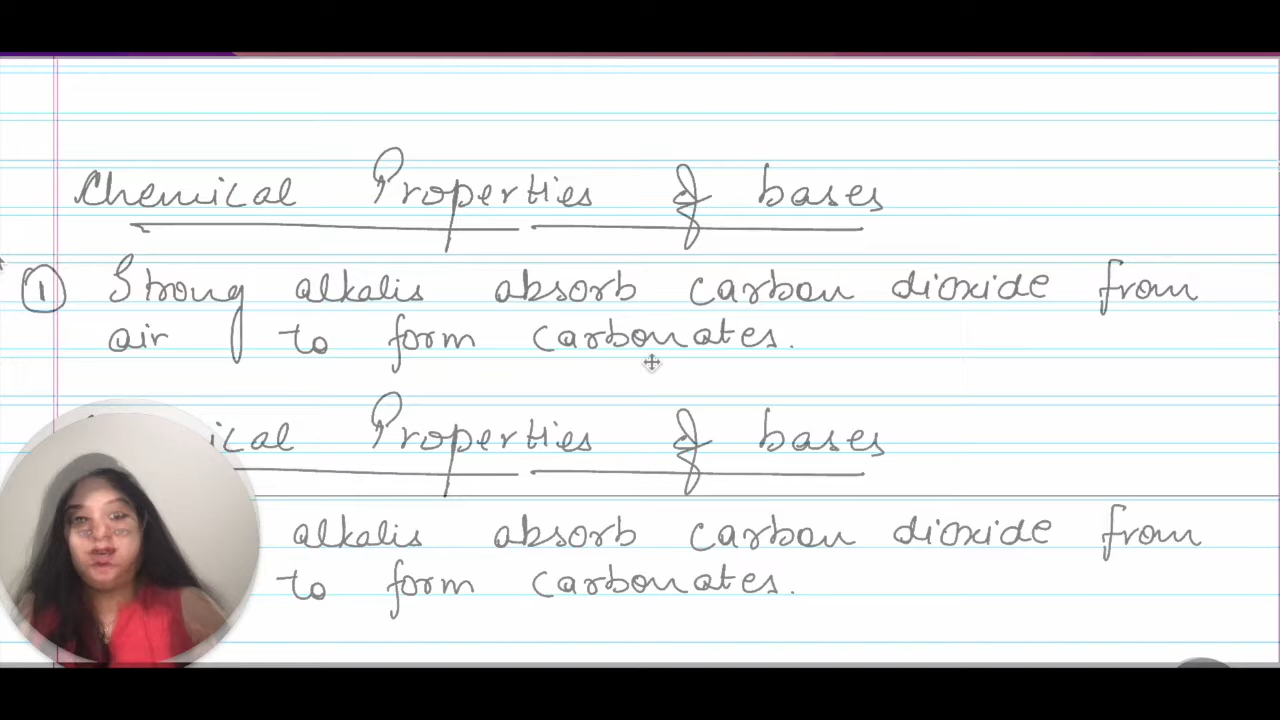 Chemical Properties of bases
① Strong alkalis absorb carbon dioxide from
air to form carbonates.
ical Properties of bases
alkalis absorb carbon dioxide from
to form carbonates.